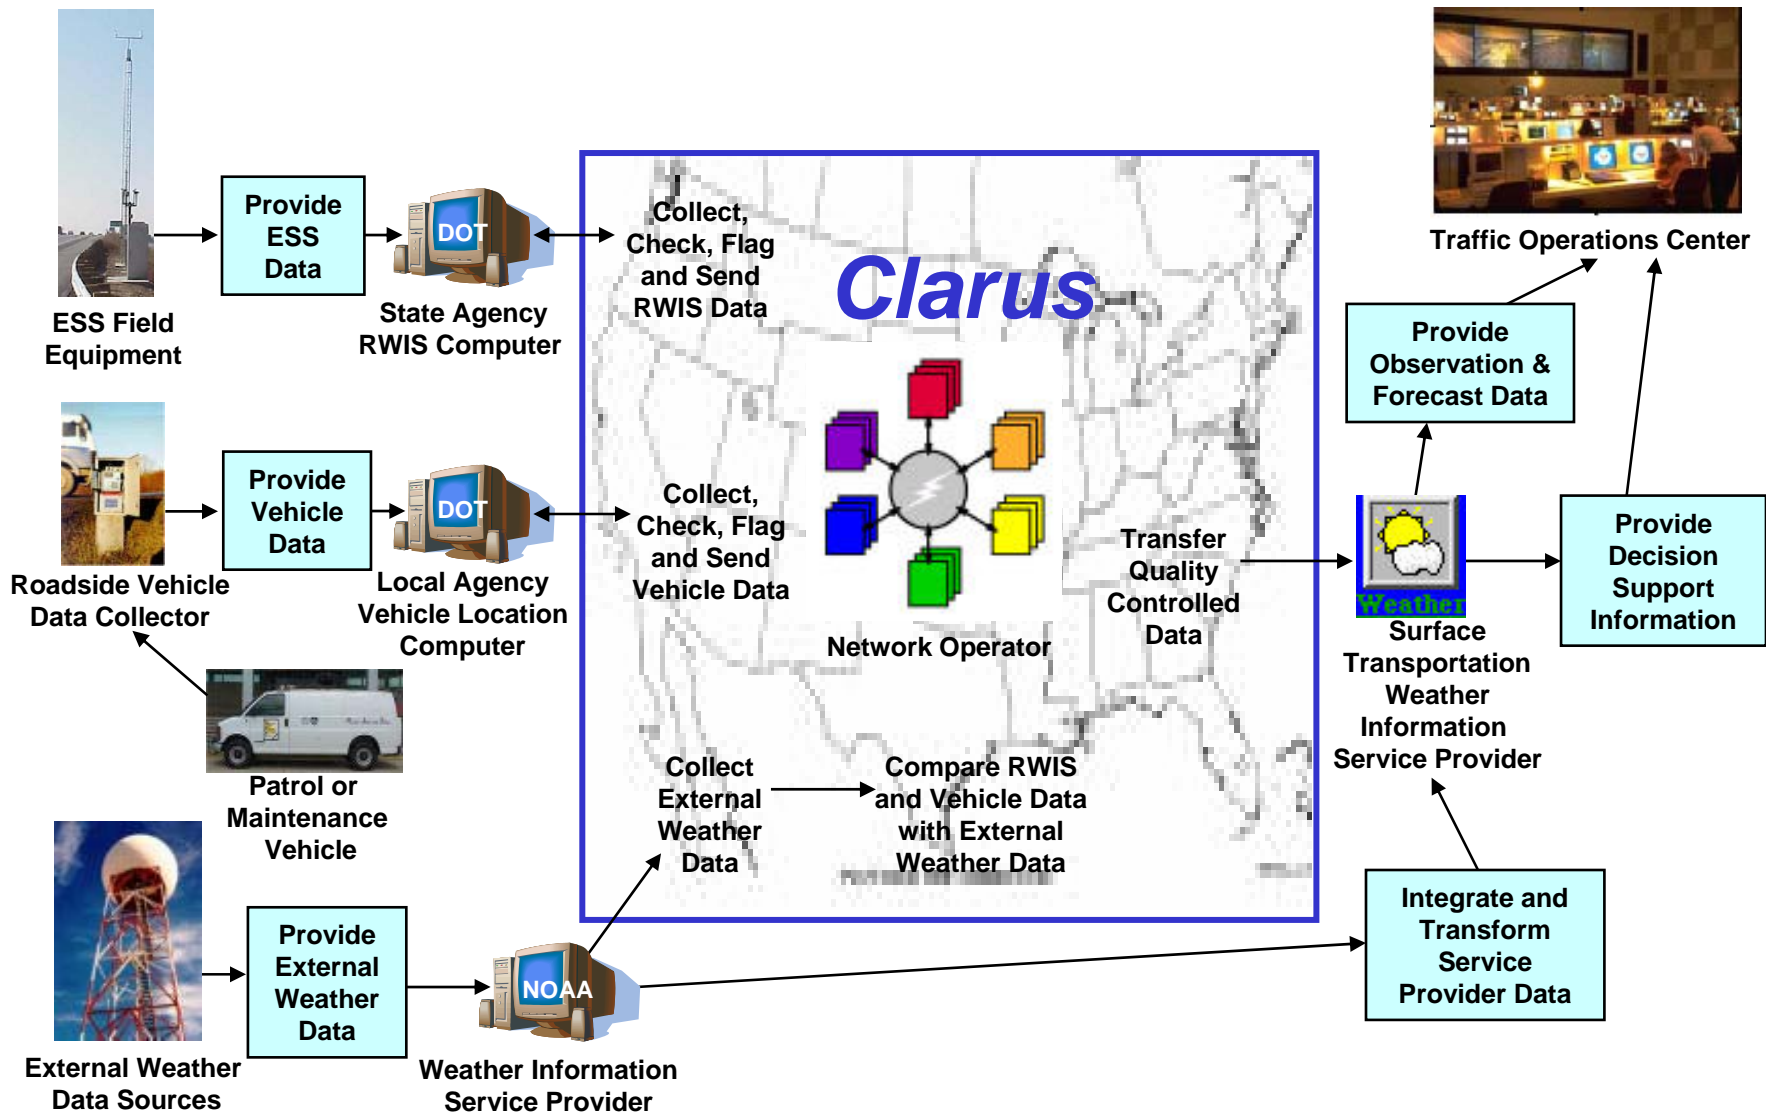 Traffic Operations Center
Provide
ESS
Data
DOT
Collect,
Check, Flag
and Send
RWIS Data
Clarus
ESS Field
Equipment
State Agency
RWIS Computer
Provide
Observation &
Forecast Data
Provide
Vehicle
Data
DOT
Collect,
Check, Flag
and Send
Vehicle Data
Roadside Vehicle
Data Collector
Local Agency
Vehicle Location
Computer
Network Operator
Transfer
Quality
Controlled
Data
Weather
Surface
Transportation
Weather
Information
Service Provider
Provide
Decision
Support
Information
Patrol or
Maintenance
Vehicle
Collect
External
Weather
Data
Compare RWIS
and Vehicle Data
with External
Weather Data
Provide
External
Weather
Data
NOAA
Integrate and
Transform
Service
Provider Data
External Weather
Data Sources
Weather Information
Service Provider